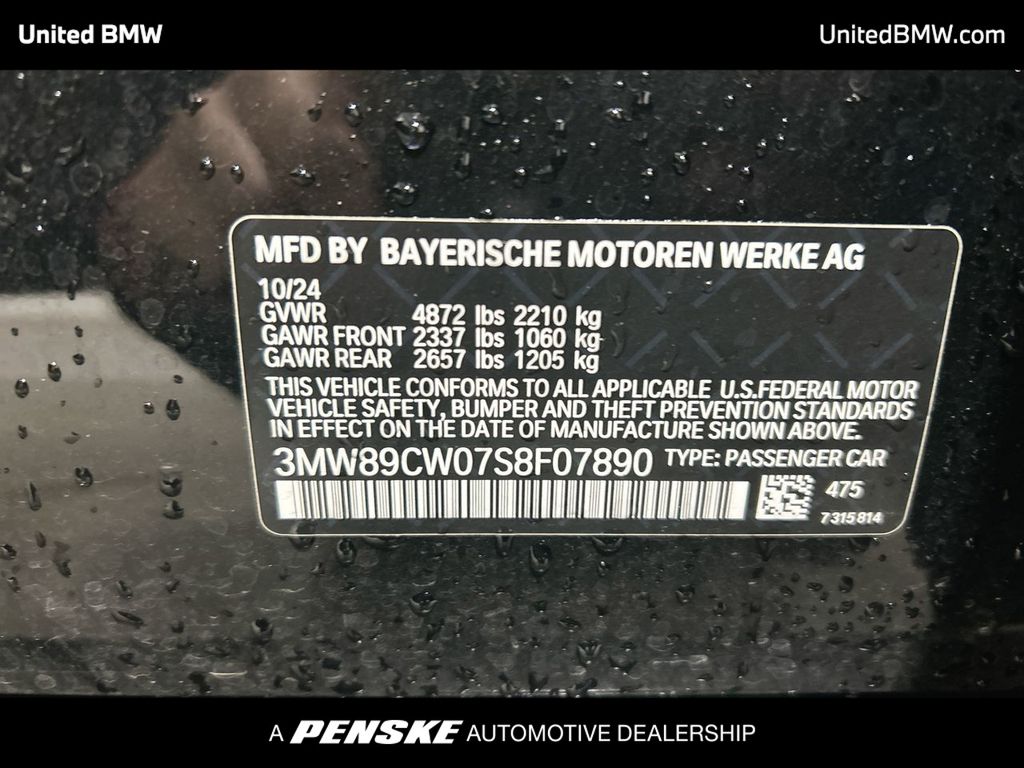 United BMW
UnitedBMW.com
MFD BY BAYERISCHE MOTOREN WERKE AG
10/24
GVWR 4872 lbs 2210 kg
GAWR FRONT 2337 lbs 1060 kg
GAWR REAR 2657 lbs 1205 kg
THIS VEHICLE CONFORMS TO ALL APPLICABLE U.S.FEDERAL MOTOR
VEHICLE SAFETY, BUMPER AND THEFT PREVENTION STANDARDS
IN EFFECT ON THE DATE OF MANUFACTURE SHOWN ABOVE.
3MW89CW07S8F07890 TYPE: PASSENGER CAR
475
7315814
A PENSKE AUTOMOTIVE DEALERSHIP